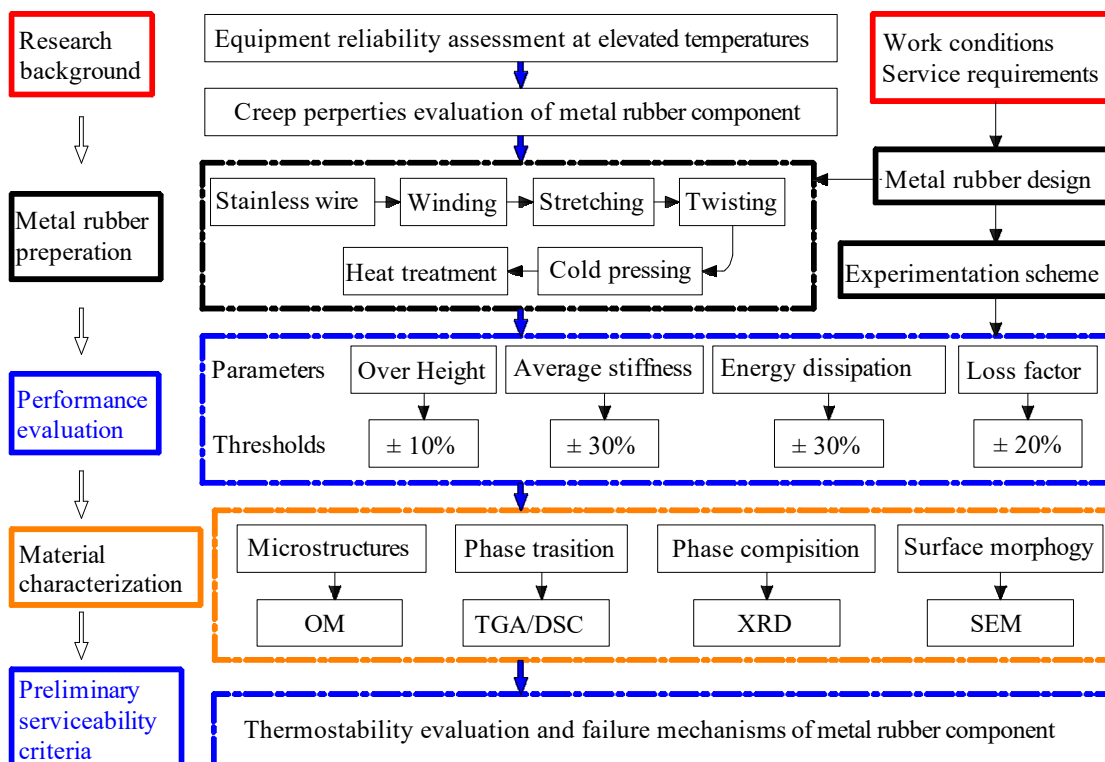 Research
background
Equipment reliability assessment at elevated temperatures
Work conditions
Service requirements
Creep perperties evaluation of metal rubber component
Metal rubber
preperation
Stainless wire
Winding
Stretching
Twisting
Metal rubber design
Heat treatment
Cold pressing
Experimentation scheme
Performance
evaluation
Parameters
Over Height
Average stiffness
Energy dissipation
Loss factor
Thresholds
± 10%
± 30%
± 30%
± 20%
Material
characterization
Microstructures
Phase trasition
Phase compisition
Surface morphogy
OM
TGA/DSC
XRD
SEM
Preliminary
serviceability
criteria
Thermostability evaluation and failure mechanisms of metal rubber component